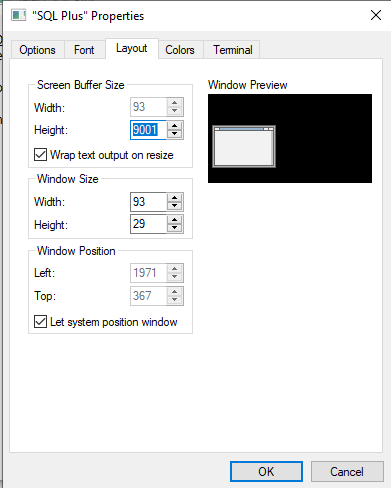 "SQL Plus" Properties
Options Font Layout Colors Terminal
Screen Buffer Size
Width: 93
Height: 9001
Wrap text output on resize
Window Size
Width: 93
Height: 29
Window Position
Left: 1971
Top: 367
Let system position window
Window Preview
OK Cancel